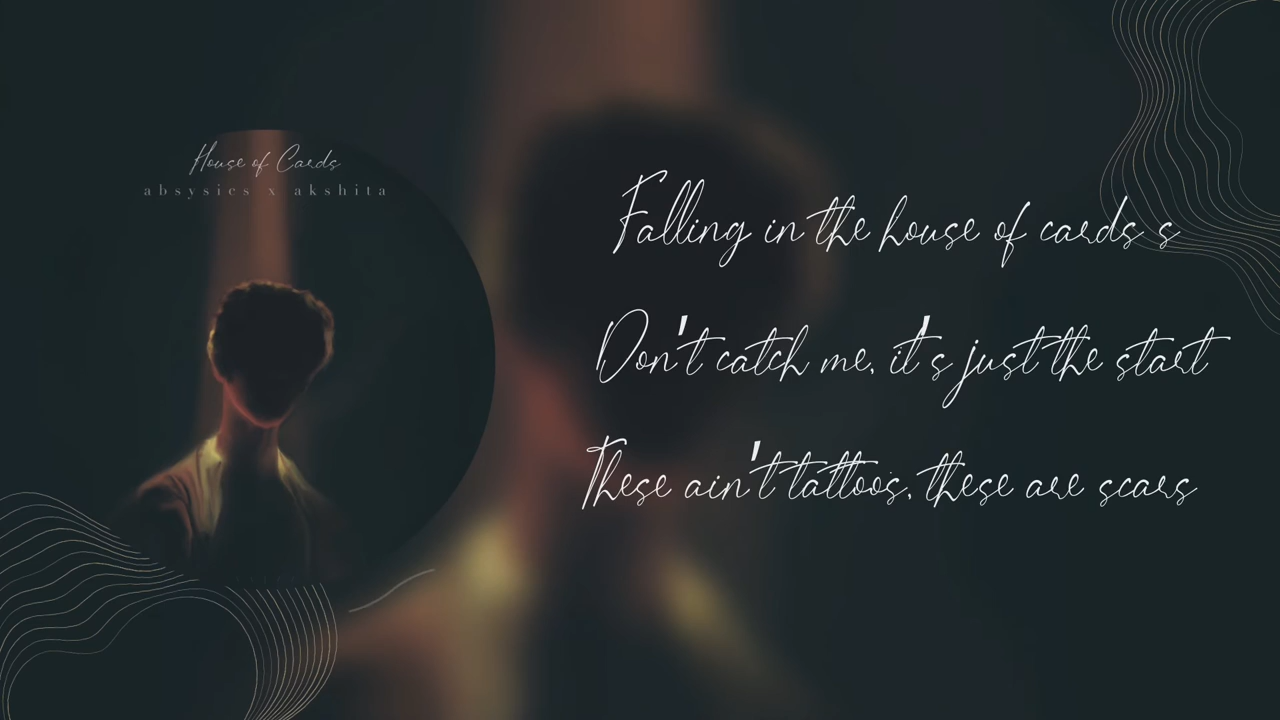 House of Cards
absysics x akshita
Falling in the house of cards s
Don't catch me, it's just the start
These ain't tattoos, these are scars